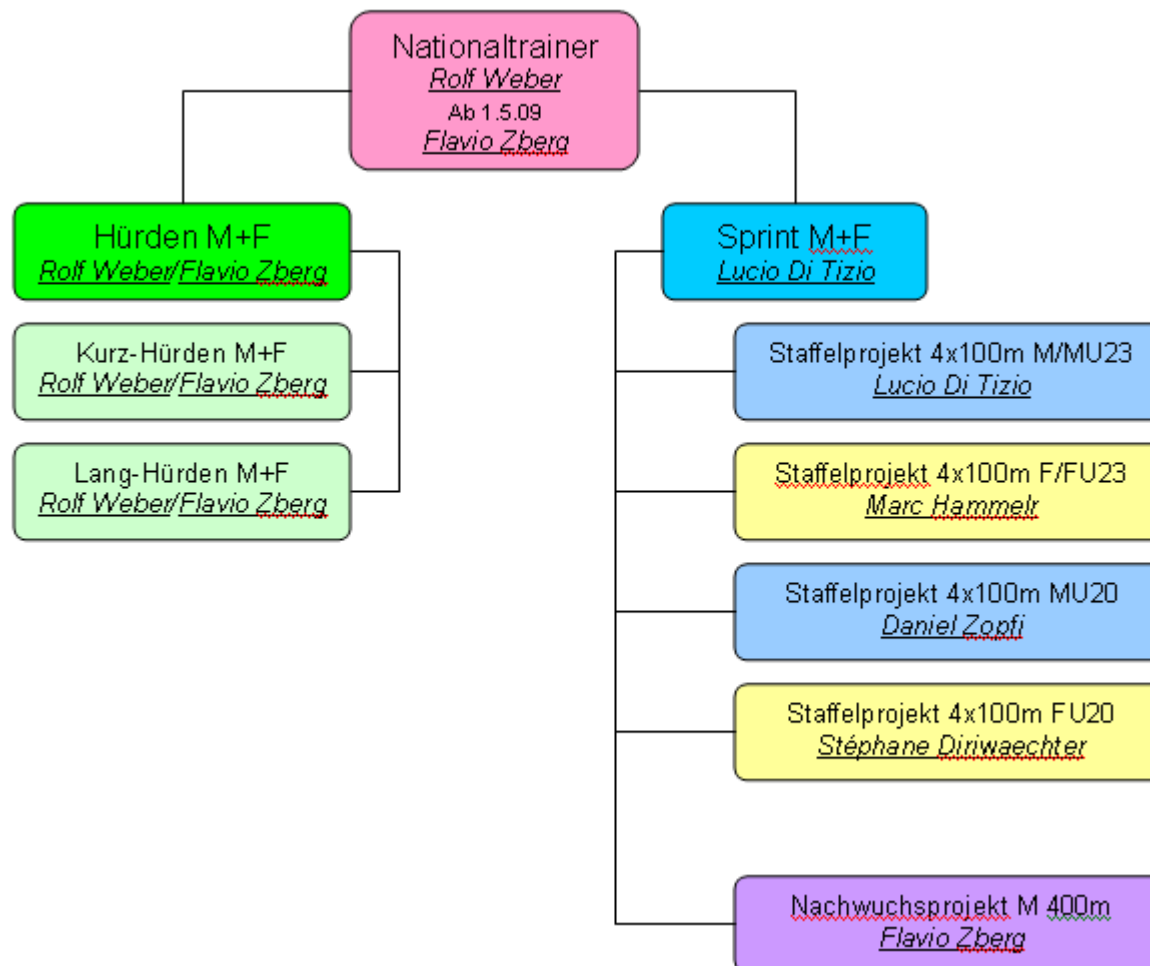 Nationaltrainer
Rolf Weber
Ab 1.5.09
Flavio Zberg
Hürden M+F
Rolf Weber/Flavio Zberg
Kurz-Hürden M+F
Rolf Weber/Flavio Zberg
Lang-Hürden M+F
Rolf Weber/Flavio Zberg
Sprint M+F
Lucio Di Tizio
Staffelprojekt 4x100m M/MU23
Lucio Di Tizio
Staffelprojekt 4x100m F/FU23
Marc Hammelr
Staffelprojekt 4x100m MU20
Daniel Zopfi
Staffelprojekt 4x100m FU20
Stéphane Diriwaechter
Nachwuchsprojekt M 400m
Flavio Zberg